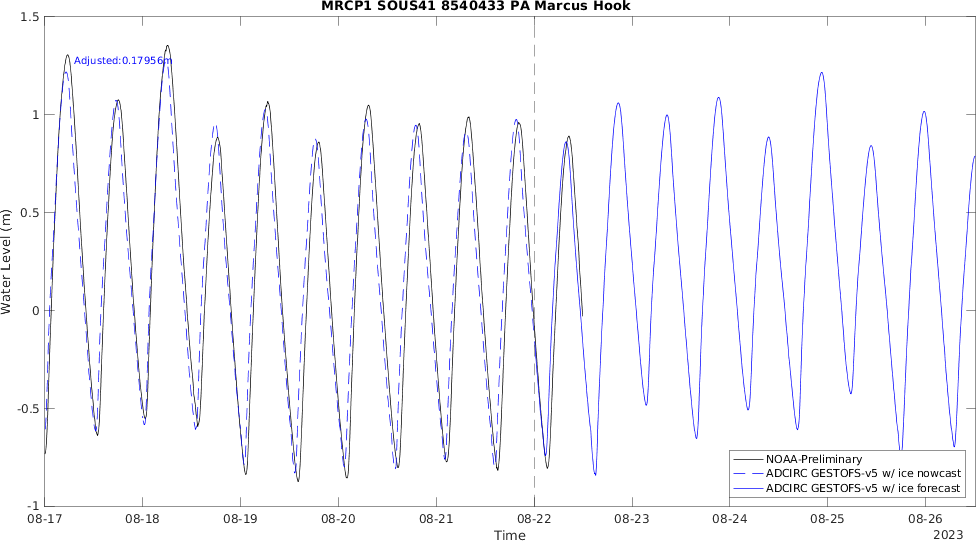 MRCP1 SOUS41 8540433 PA Marcus Hook
1.5
Adjusted:0.17956m
1
0.5
Water Level (m)
0
-0.5
-1
NOAA-Preliminary
ADCIRC GESTOFS-v5 w/ ice nowcast
ADCIRC GESTOFS-v5 w/ ice forecast
08-17 08-18 08-19 08-20 08-21 08-22 08-23 08-24 08-25 08-26
Time
2023